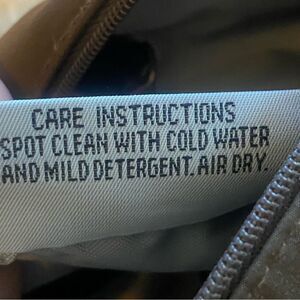 CARE INSTRUCTIONS
SPOT CLEAN WITH COLD WATER
AND MILD DETERGENT. AIR DRY.